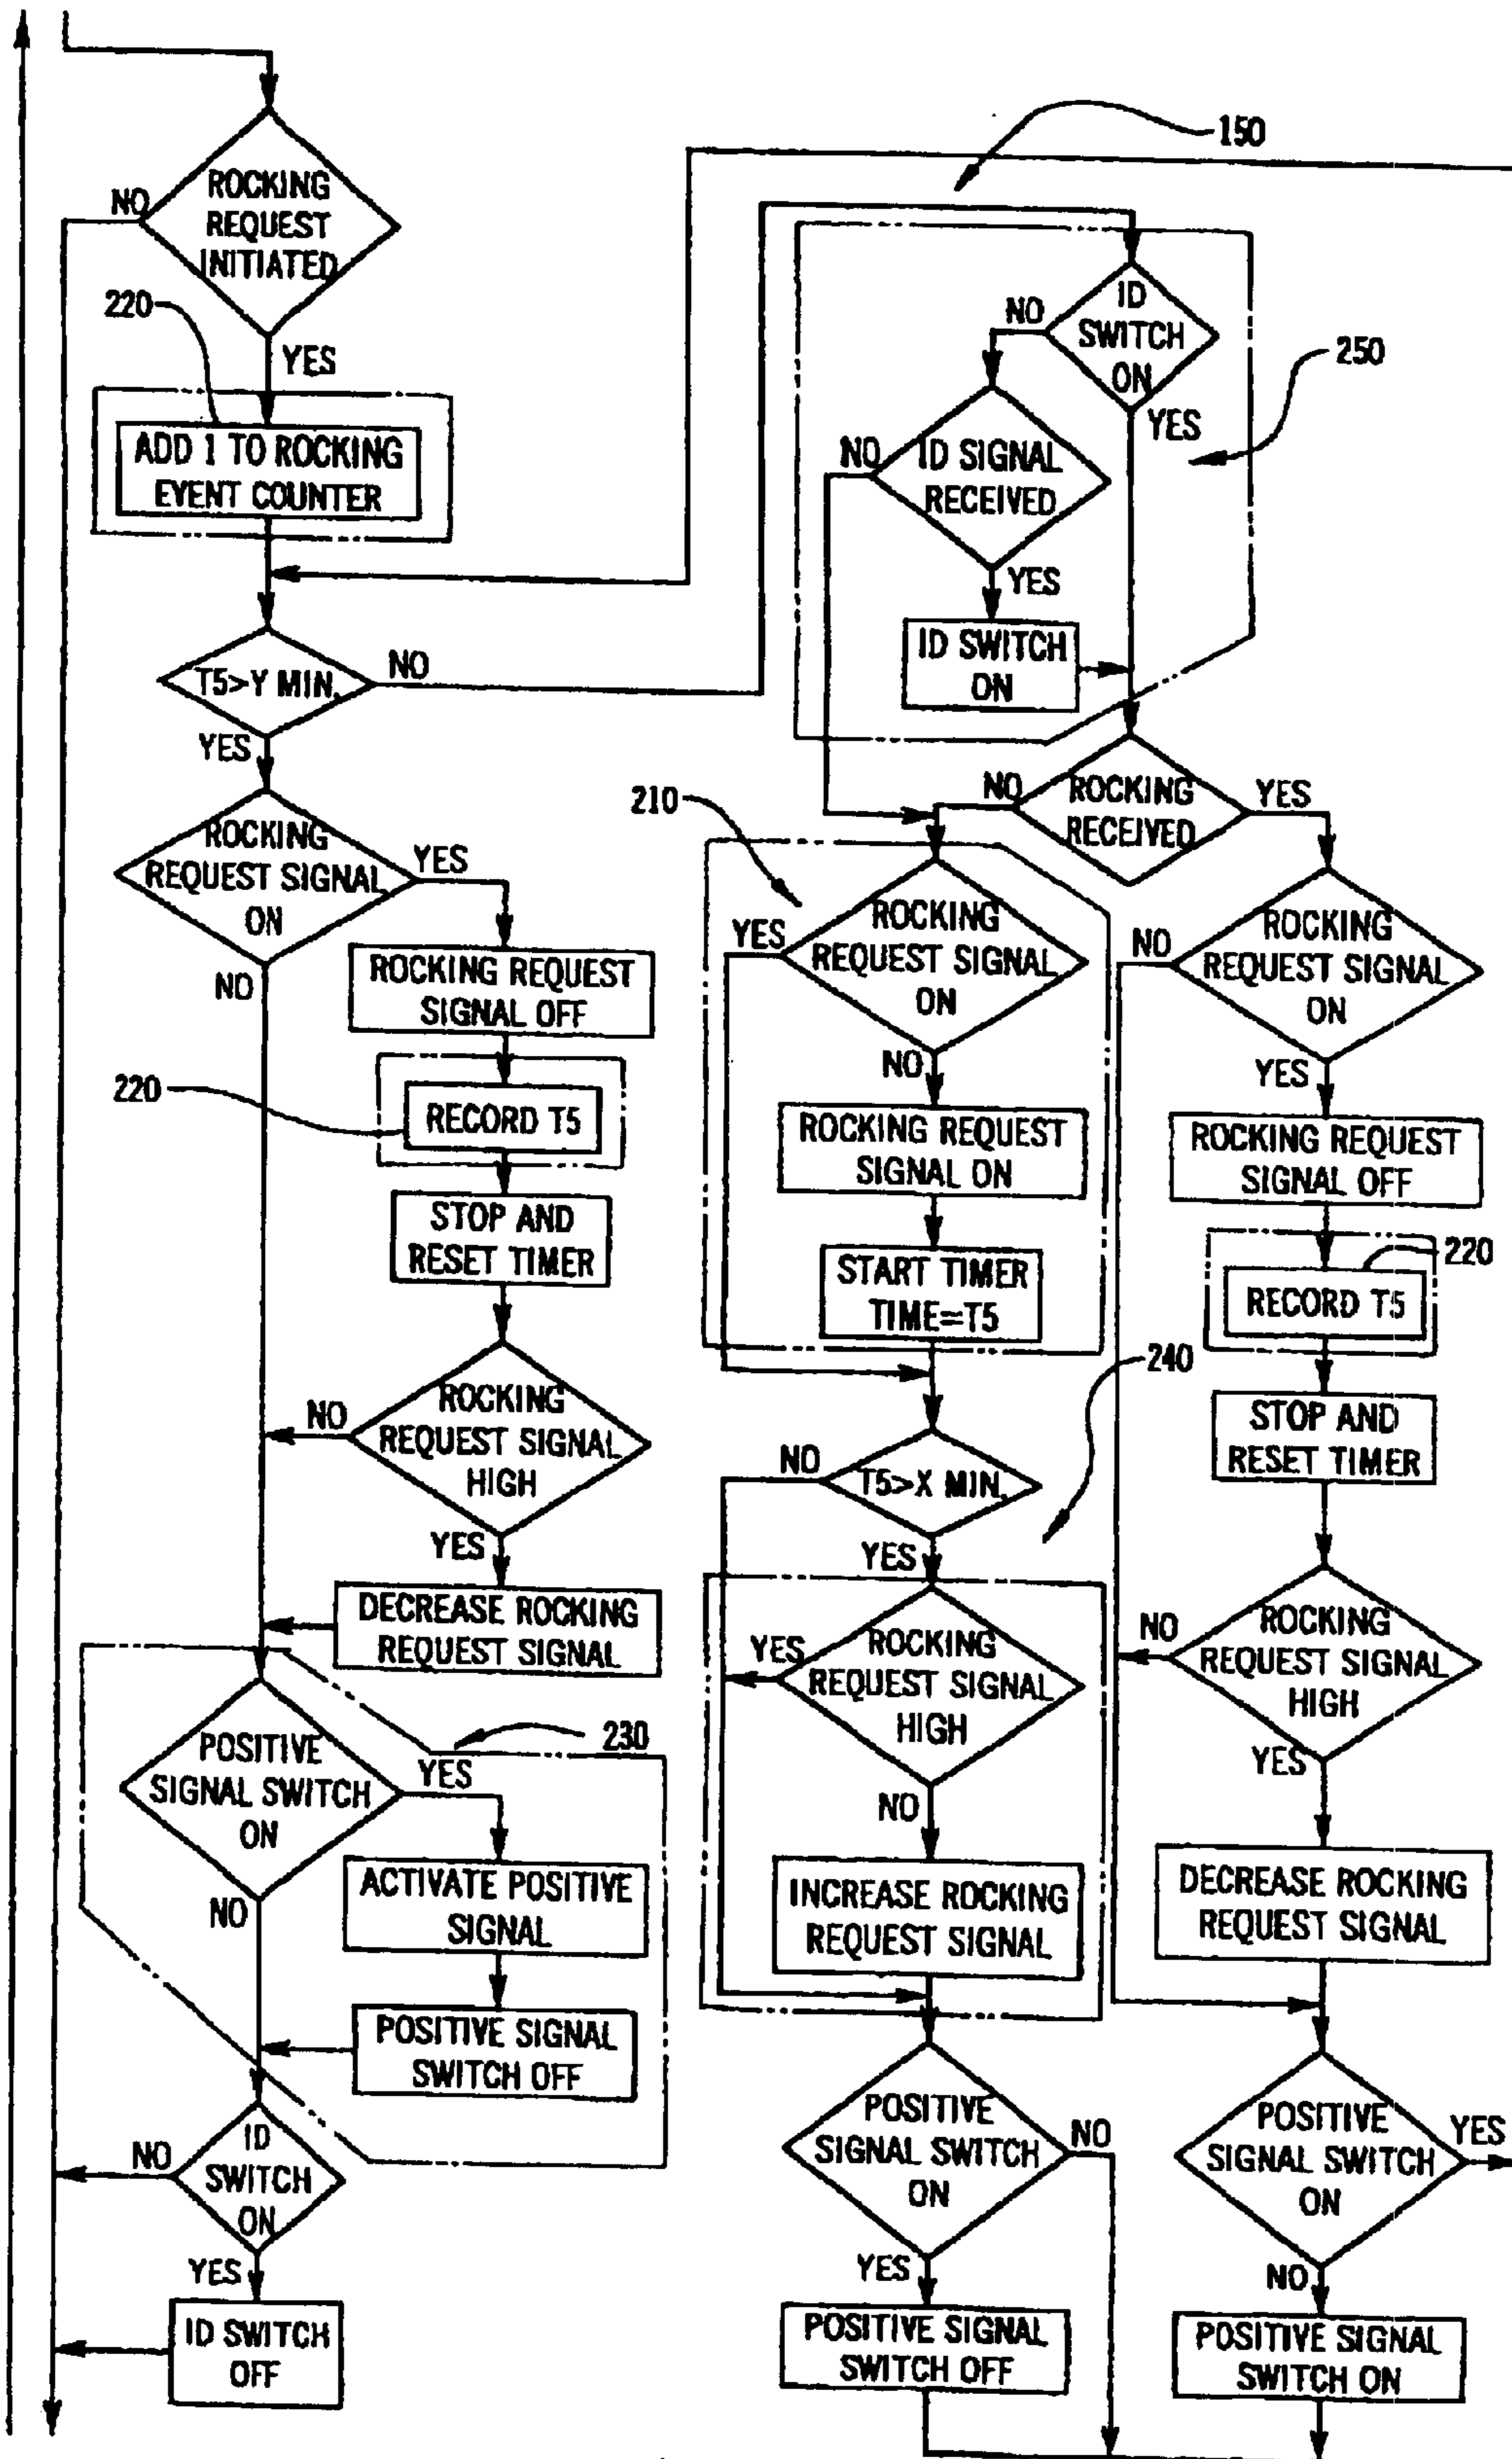 ROCKING
REQUEST
INITIATED
NO
YES
220
ADD 1 TO ROCKING
EVENT COUNTER
T5>Y MIN.
NO
YES
ROCKING
REQUEST SIGNAL
ON
YES
NO
ROCKING REQUEST
SIGNAL OFF
220
RECORD T5
STOP AND
RESET TIMER
ROCKING
REQUEST SIGNAL
HIGH
NO
YES
DECREASE ROCKING
REQUEST SIGNAL
230
POSITIVE
SIGNAL SWITCH
ON
YES
NO
ACTIVATE POSITIVE
SIGNAL
POSITIVE SIGNAL
SWITCH OFF
ID
SWITCH
ON
NO
YES
ID SWITCH
OFF
150
ID
SWITCH
ON
NO
YES
250
ID SIGNAL
RECEIVED
NO
YES
ID SWITCH
ON
ROCKING
RECEIVED
NO
YES
210
ROCKING
REQUEST SIGNAL
ON
YES
NO
ROCKING REQUEST
SIGNAL ON
START TIMER
TIME=T5
240
T5>X MIN.
NO
YES
ROCKING
REQUEST SIGNAL
HIGH
YES
NO
INCREASE ROCKING
REQUEST SIGNAL
POSITIVE
SIGNAL SWITCH
ON
NO
YES
POSITIVE SIGNAL
SWITCH OFF
ROCKING
REQUEST SIGNAL
ON
NO
YES
ROCKING REQUEST
SIGNAL OFF
220
RECORD T5
STOP AND
RESET TIMER
ROCKING
REQUEST SIGNAL
HIGH
NO
YES
DECREASE ROCKING
REQUEST SIGNAL
POSITIVE
SIGNAL SWITCH
ON
YES
NO
POSITIVE SIGNAL
SWITCH ON